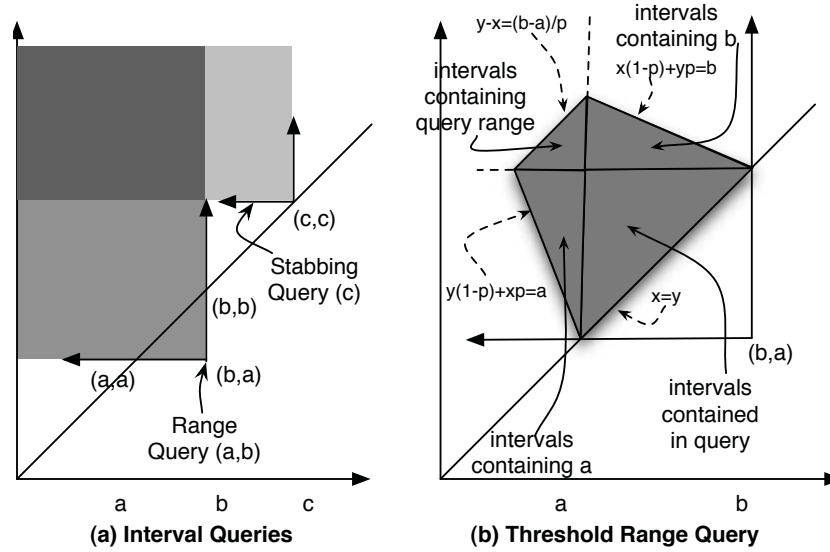 (c,c)
Stabbing
Query (c)
(b,b)
(a,a)
(b,a)
Range
Query (a,b)
a
b
c
(a) Interval Queries
y-x=(b-a)/p
intervals
containing b
x(1-p)+yp=b
intervals
containing
query range
y(1-p)+xp=a
x=y
(b,a)
intervals
contained
in query
intervals
containing a
a
b
(b) Threshold Range Query